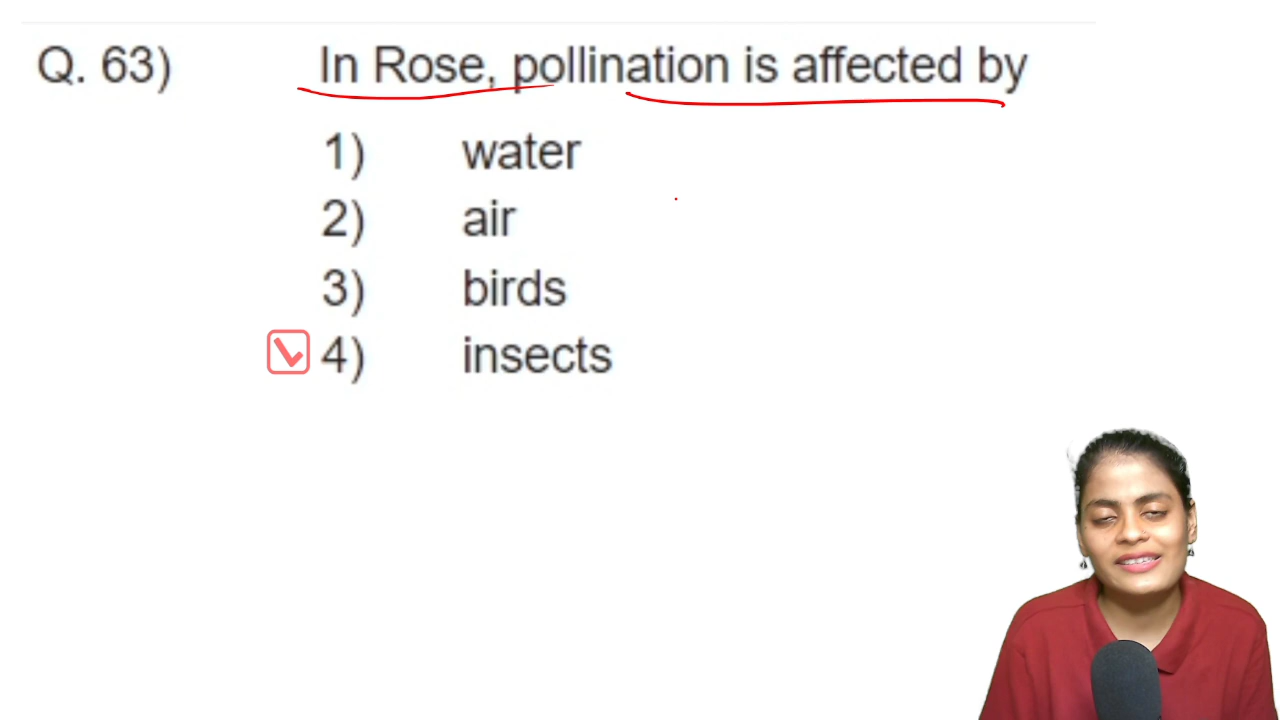 Q. 63) In Rose, pollination is affected by
1) water
2) air
3) birds
4) insects